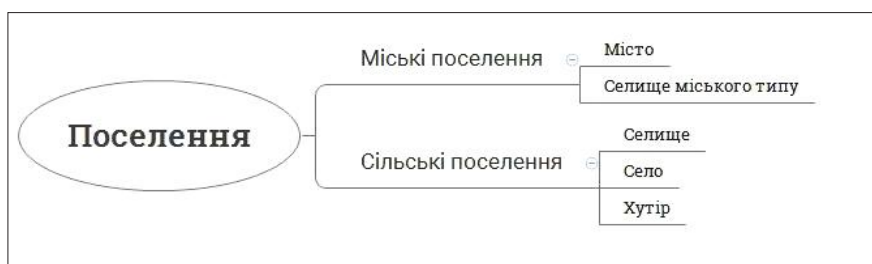 Поселення
Міські поселення
Місто
Селище міського типу
Сільські поселення
Селище
Село
Хутір